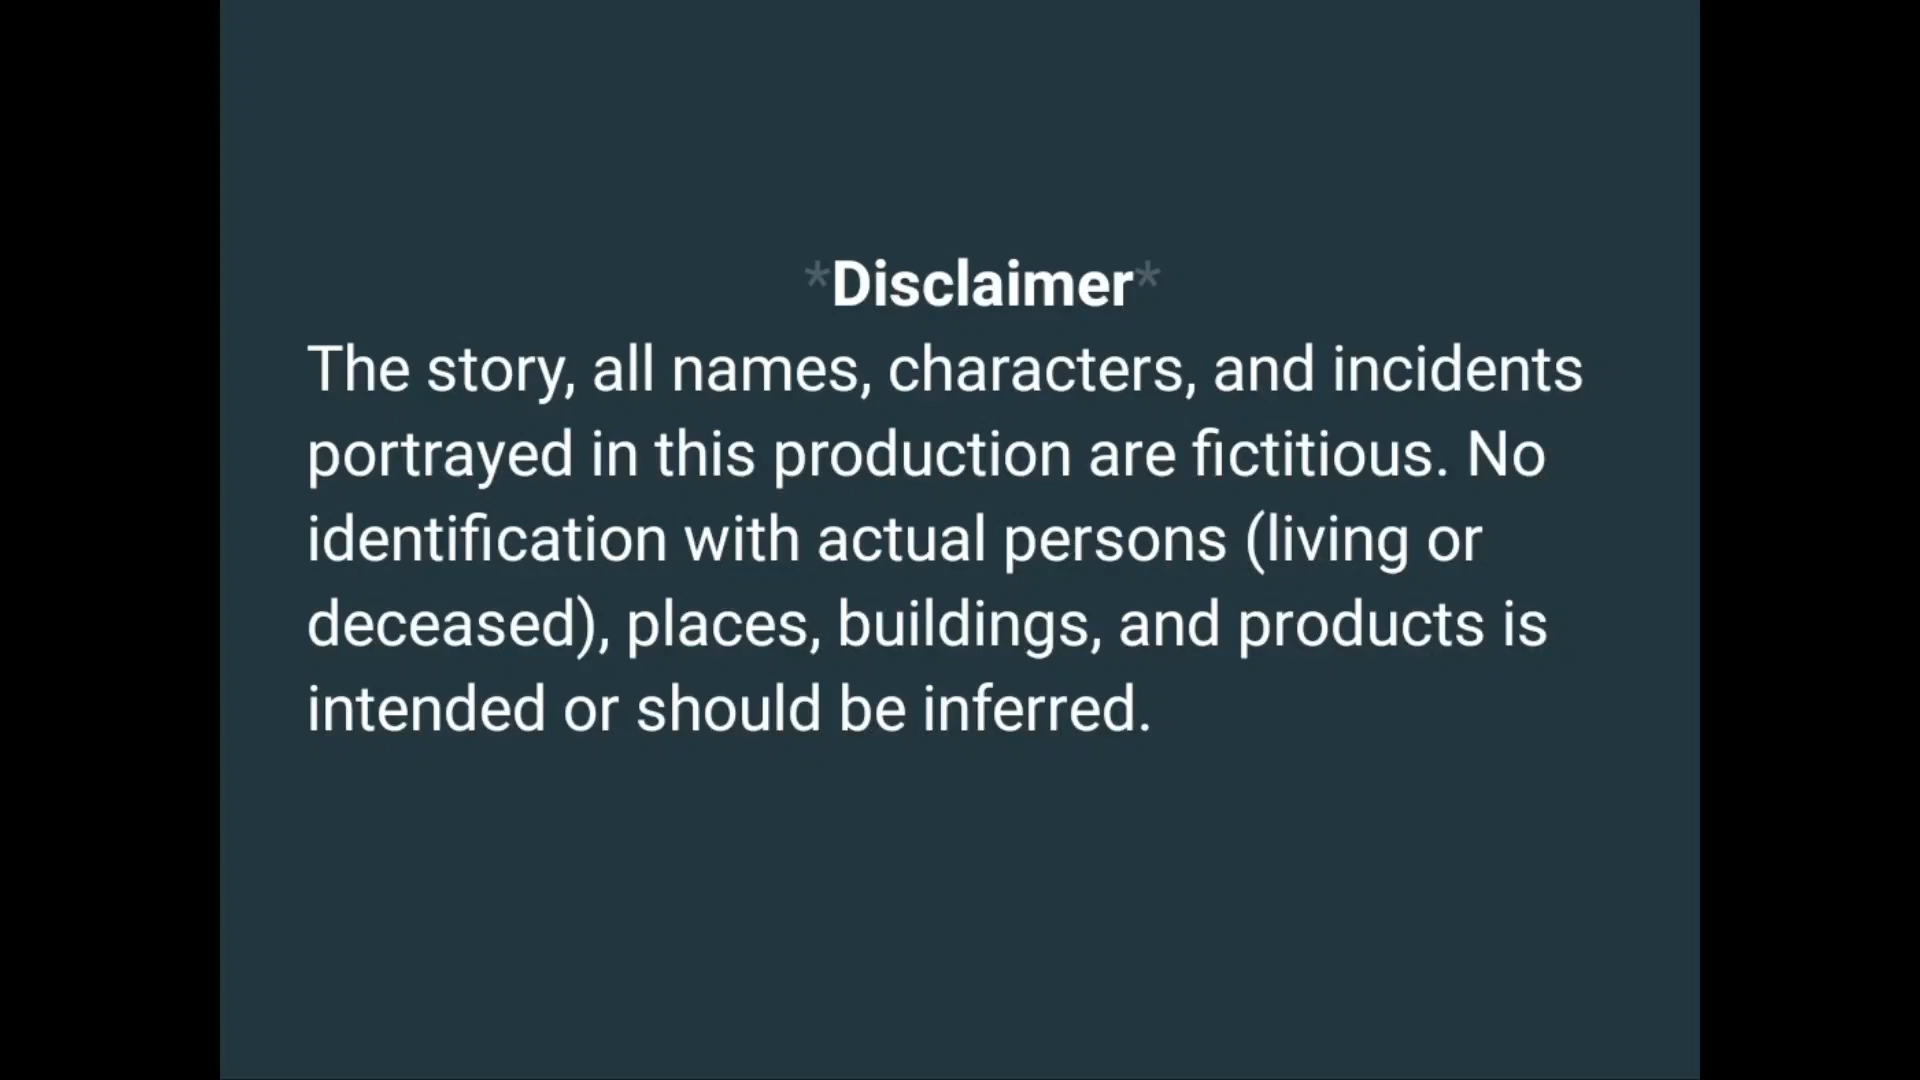 *Disclaimer*
The story, all names, characters, and incidents
portrayed in this production are fictitious. No
identification with actual persons (living or
deceased), places, buildings, and products is
intended or should be inferred.